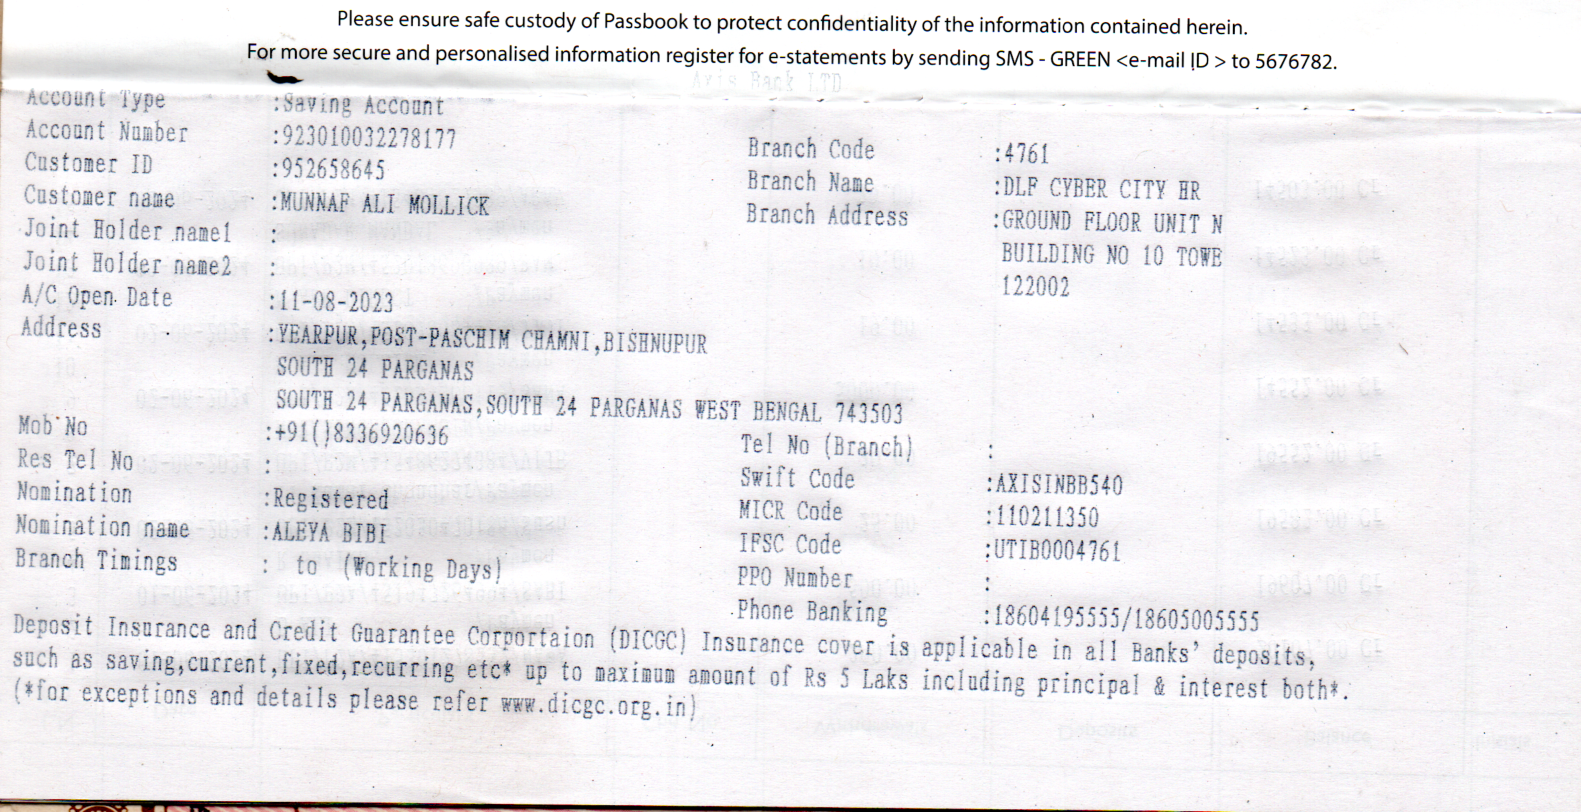 Please ensure safe custody of Passbook to protect confidentiality of the information contained herein.
For more secure and personalised information register for e-statements by sending SMS - GREEN <e-mail ID > to 5676782.
Axis Bank LTD
Account Type :Saving Account
Account Number :923010032278177
Customer ID :952658645
Customer name :MUNNAF ALI MOLLICK
Joint Holder name1 :
Joint Holder name2 :
A/C Open Date :11-08-2023
Address :YEARPUR,POST-PASCHIM CHAMNI,BISHNUPUR
SOUTH 24 PARGANAS
SOUTH 24 PARGANAS,SOUTH 24 PARGANAS WEST BENGAL 743503
Mob No :+91()8336920636
Res Tel No :
Nomination :Registered
Nomination name :ALEYA BIBI
Branch Timings : to (Working Days)
Branch Code :4761
Branch Name :DLF CYBER CITY HR
Branch Address :GROUND FLOOR UNIT N
BUILDING NO 10 TOWE
122002
Tel No (Branch) :
Swift Code :AXISINBB540
MICR Code :110211350
IFSC Code :UTIB0004761
PPO Number :
Phone Banking :18604195555/18605005555
Deposit Insurance and Credit Guarantee Corportaion (DICGC) Insurance cover is applicable in all Banks' deposits,
such as saving,current,fixed,recurring etc* up to maximum amount of Rs 5 Laks including principal & interest both*.
(*for exceptions and details please refer www.dicgc.org.in)